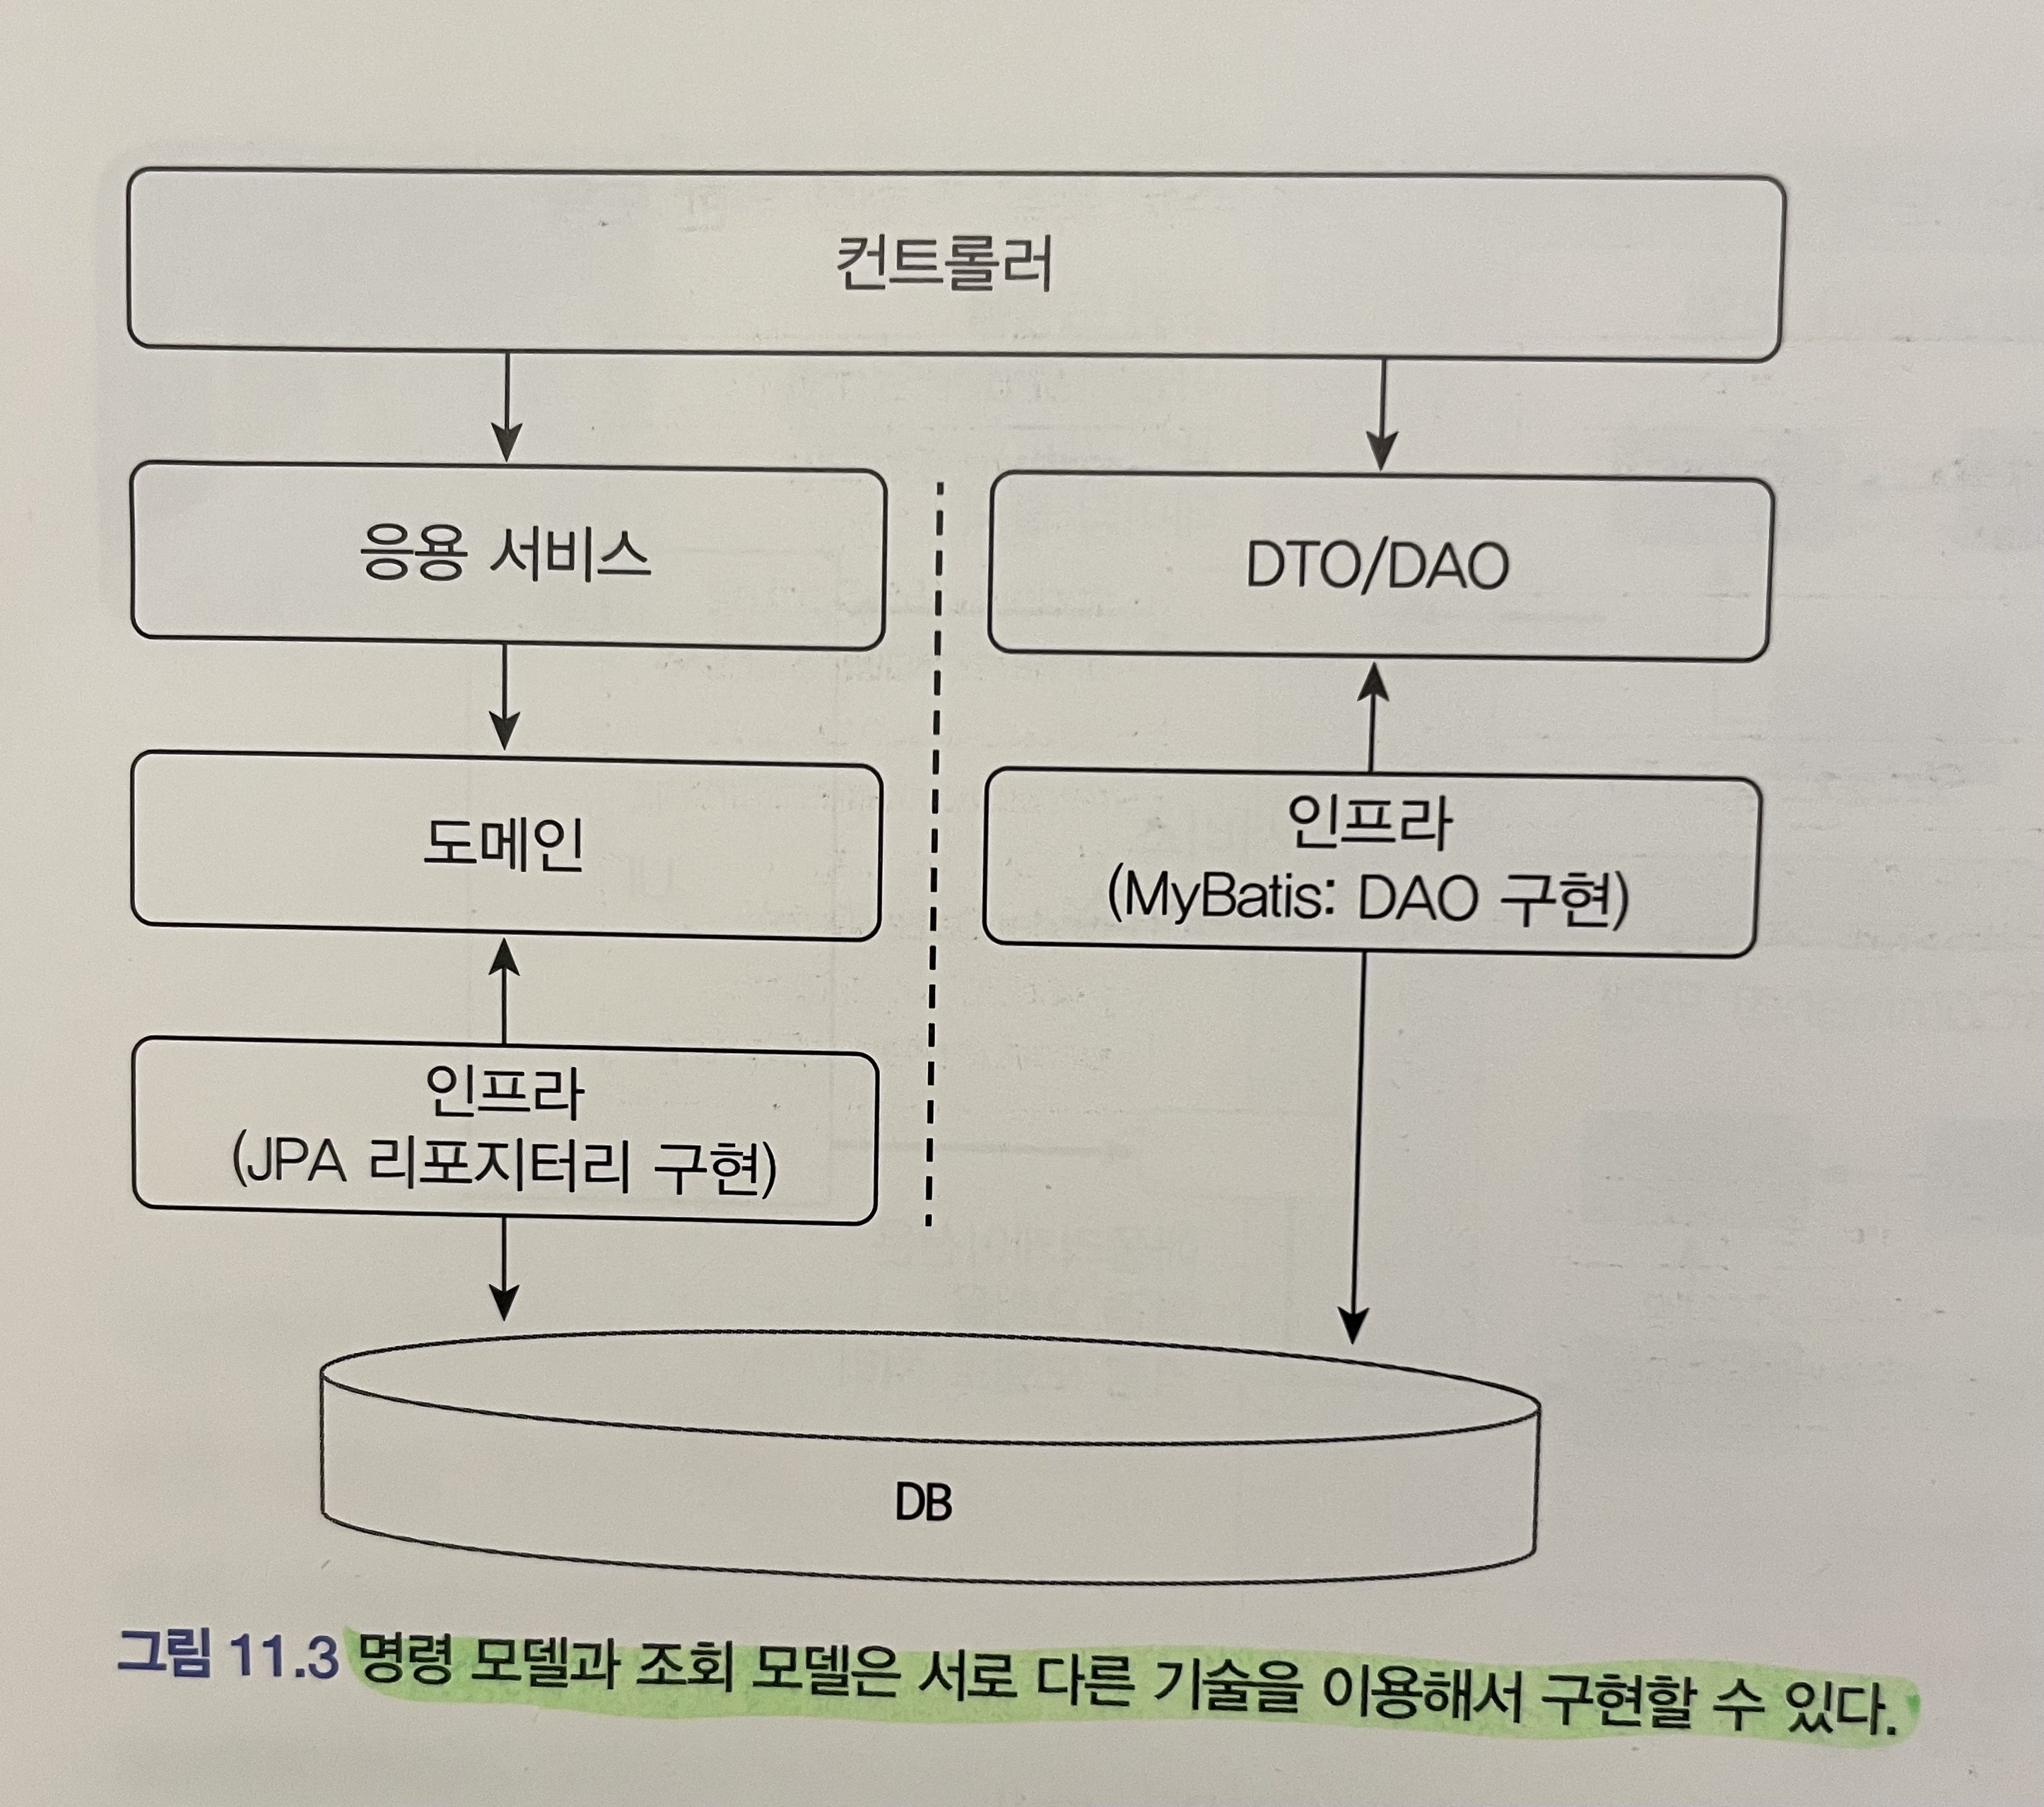 컨트롤러
응용 서비스
DTO/DAO
도메인
인프라
(MyBatis: DAO 구현)
인프라
(JPA 리포지터리 구현)
DB
그림 11.3 명령 모델과 조회 모델은 서로 다른 기술을 이용해서 구현할 수 있다.